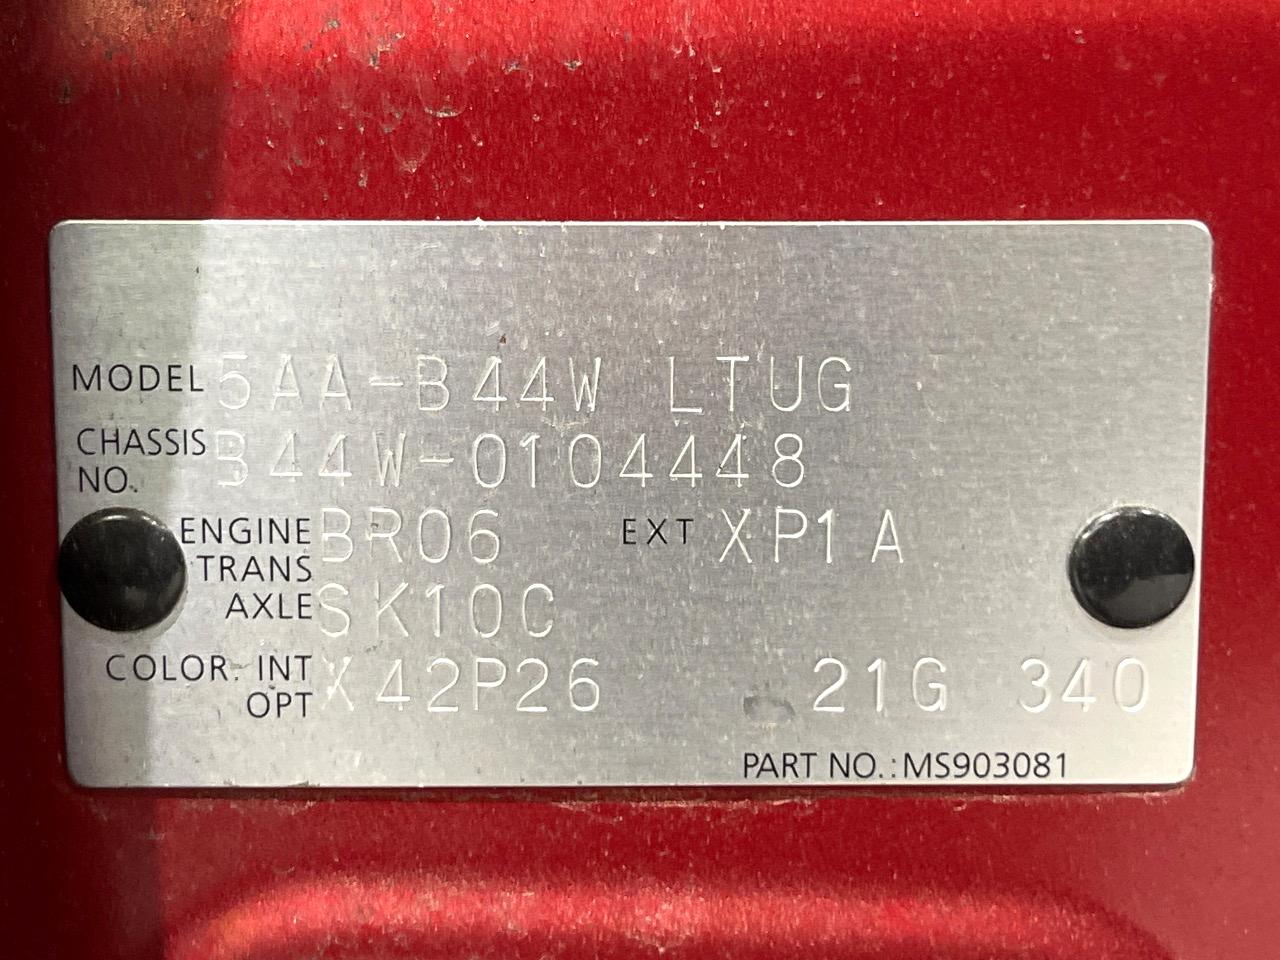 MODEL 5AA-B44W LTUG
CHASSIS NO. B44W-0104448
ENGINE BR06 EXT XP1A
TRANS
AXLE SK10C
COLOR: INT X42P26 21G 340
OPT
PART NO.: MS903081